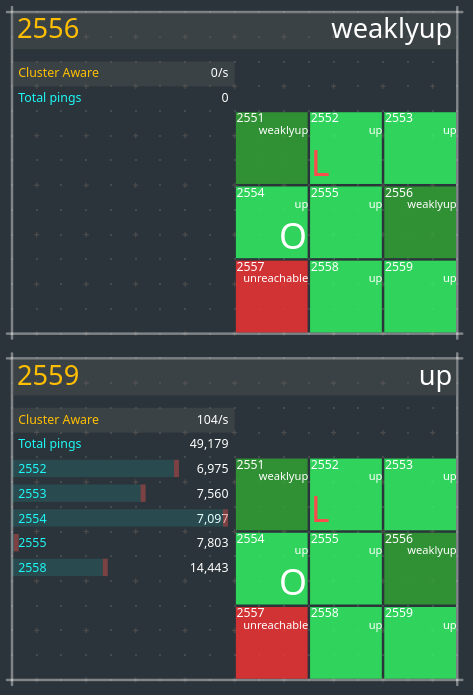 2556 weaklyup
Cluster Aware 0/s
Total pings 0
2551 2552 2553
weaklyup up up
L
2554 2555 2556
up up weaklyup
O
2557 2558 2559
unreachable up up
2559 up
Cluster Aware 104/s
Total pings 49,179
2552 6,975
2553 7,560
2554 7,097
2555 7,803
2558 14,443
2551 2552 2553
weaklyup up up
L
2554 2555 2556
up up weaklyup
O
2557 2558 2559
unreachable up up